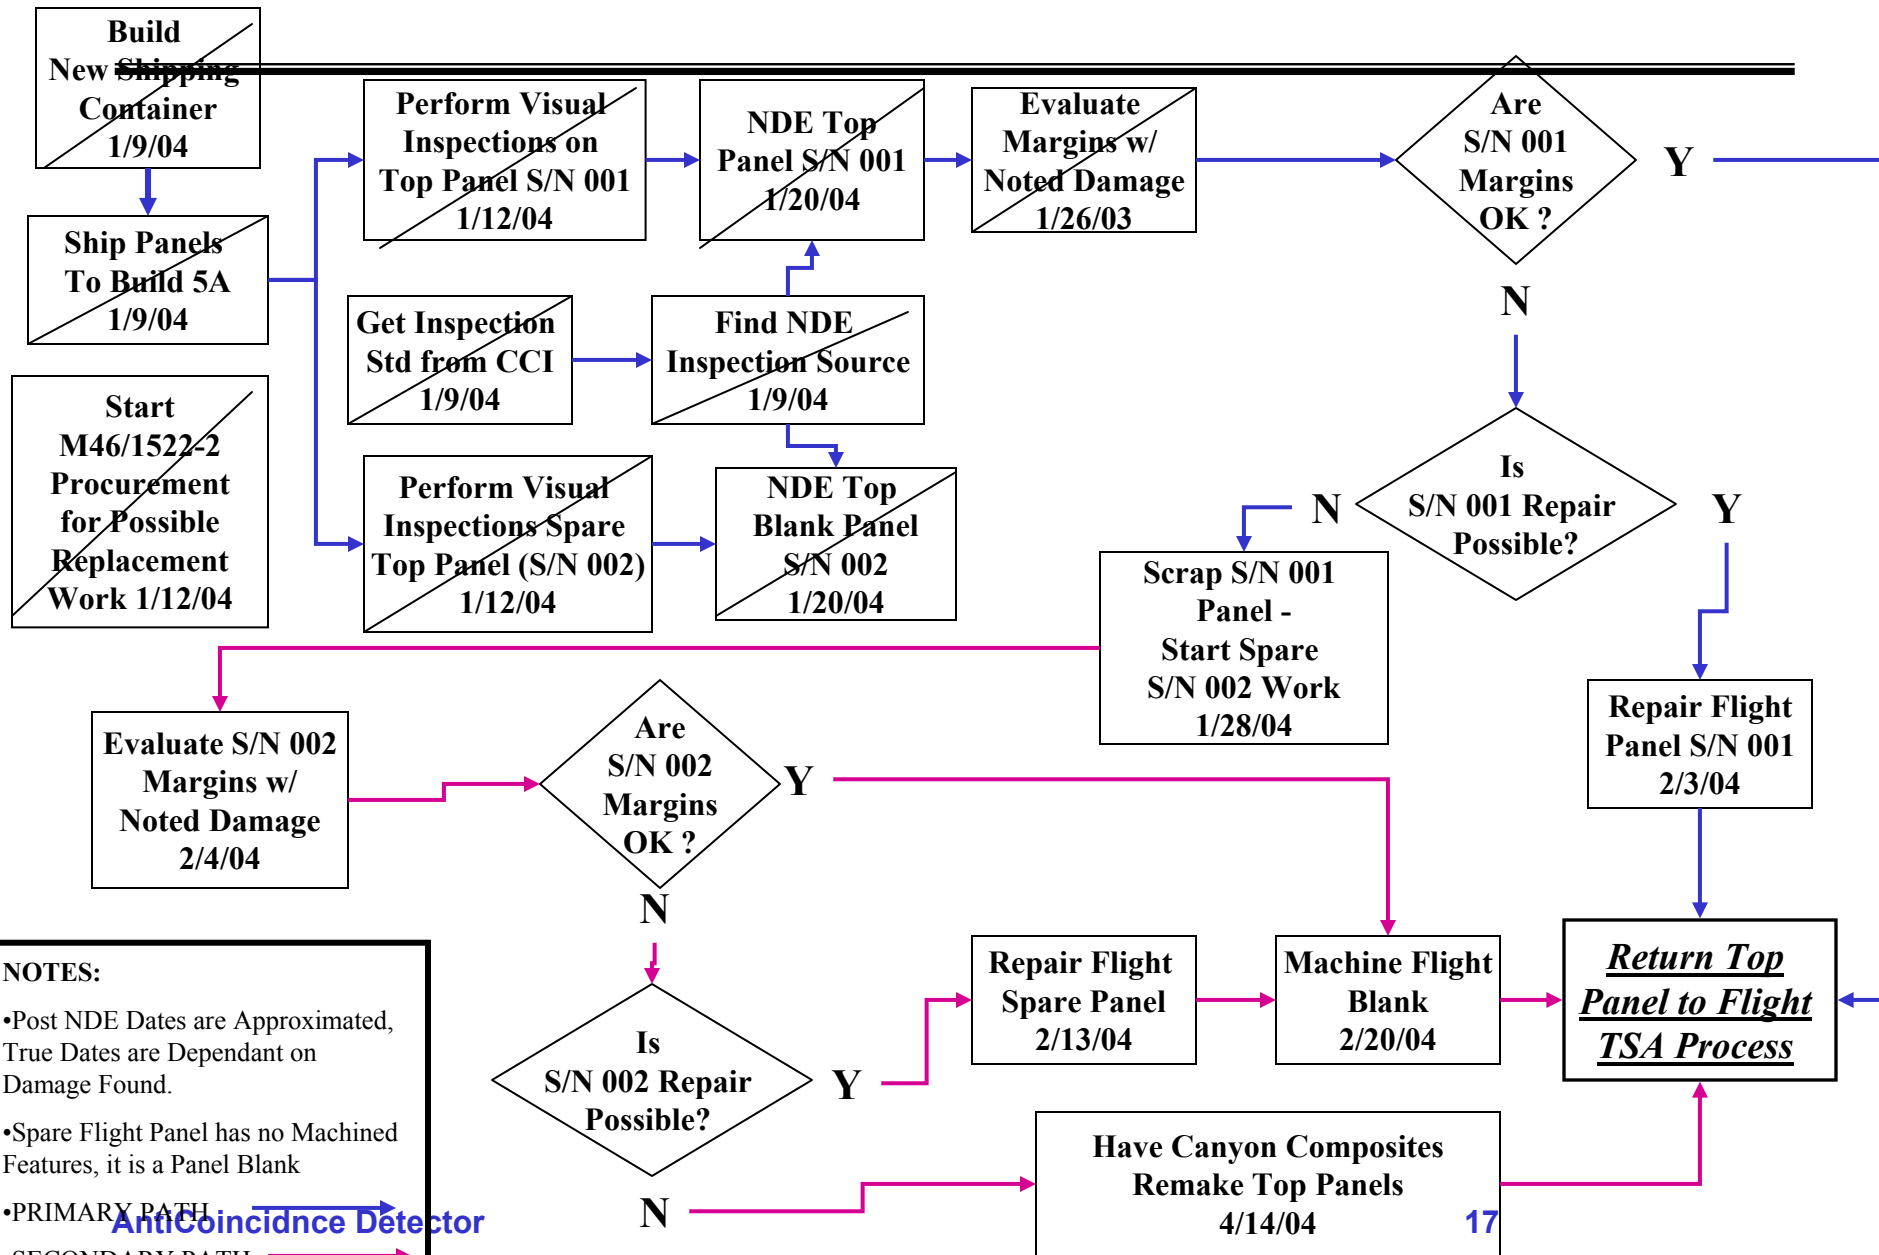 Build
New Shipping
Container
1/9/04
Ship Panels
To Build 5A
1/9/04
Start
M46/1522-2
Procurement
for Possible
Replacement
Work 1/12/04
Perform Visual
Inspections on
Top Panel S/N 001
1/12/04
NDE Top
Panel S/N 001
1/20/04
Evaluate
Margins w/
Noted Damage
1/26/03
Are
S/N 001
Margins
OK ?
Y
N
Get Inspection
Std from CCI
1/9/04
Find NDE
Inspection Source
1/9/04
Perform Visual
Inspections Spare
Top Panel (S/N 002)
1/12/04
NDE Top
Blank Panel
S/N 002
1/20/04
Is
S/N 001 Repair
Possible?
N
Y
Scrap S/N 001
Panel -
Start Spare
S/N 002 Work
1/28/04
Repair Flight
Panel S/N 001
2/3/04
Evaluate S/N 002
Margins w/
Noted Damage
2/4/04
Are
S/N 002
Margins
OK ?
Y
N
Is
S/N 002 Repair
Possible?
Y
N
Repair Flight
Spare Panel
2/13/04
Machine Flight
Blank
2/20/04
Return Top
Panel to Flight
TSA Process
Have Canyon Composites
Remake Top Panels
4/14/04
NOTES:
•Post NDE Dates are Approximated,
True Dates are Dependant on
Damage Found.
•Spare Flight Panel has no Machined
Features, it is a Panel Blank
•PRIMARY PATH
•SECONDARY PATH
AntiCoincidnce Detector
17